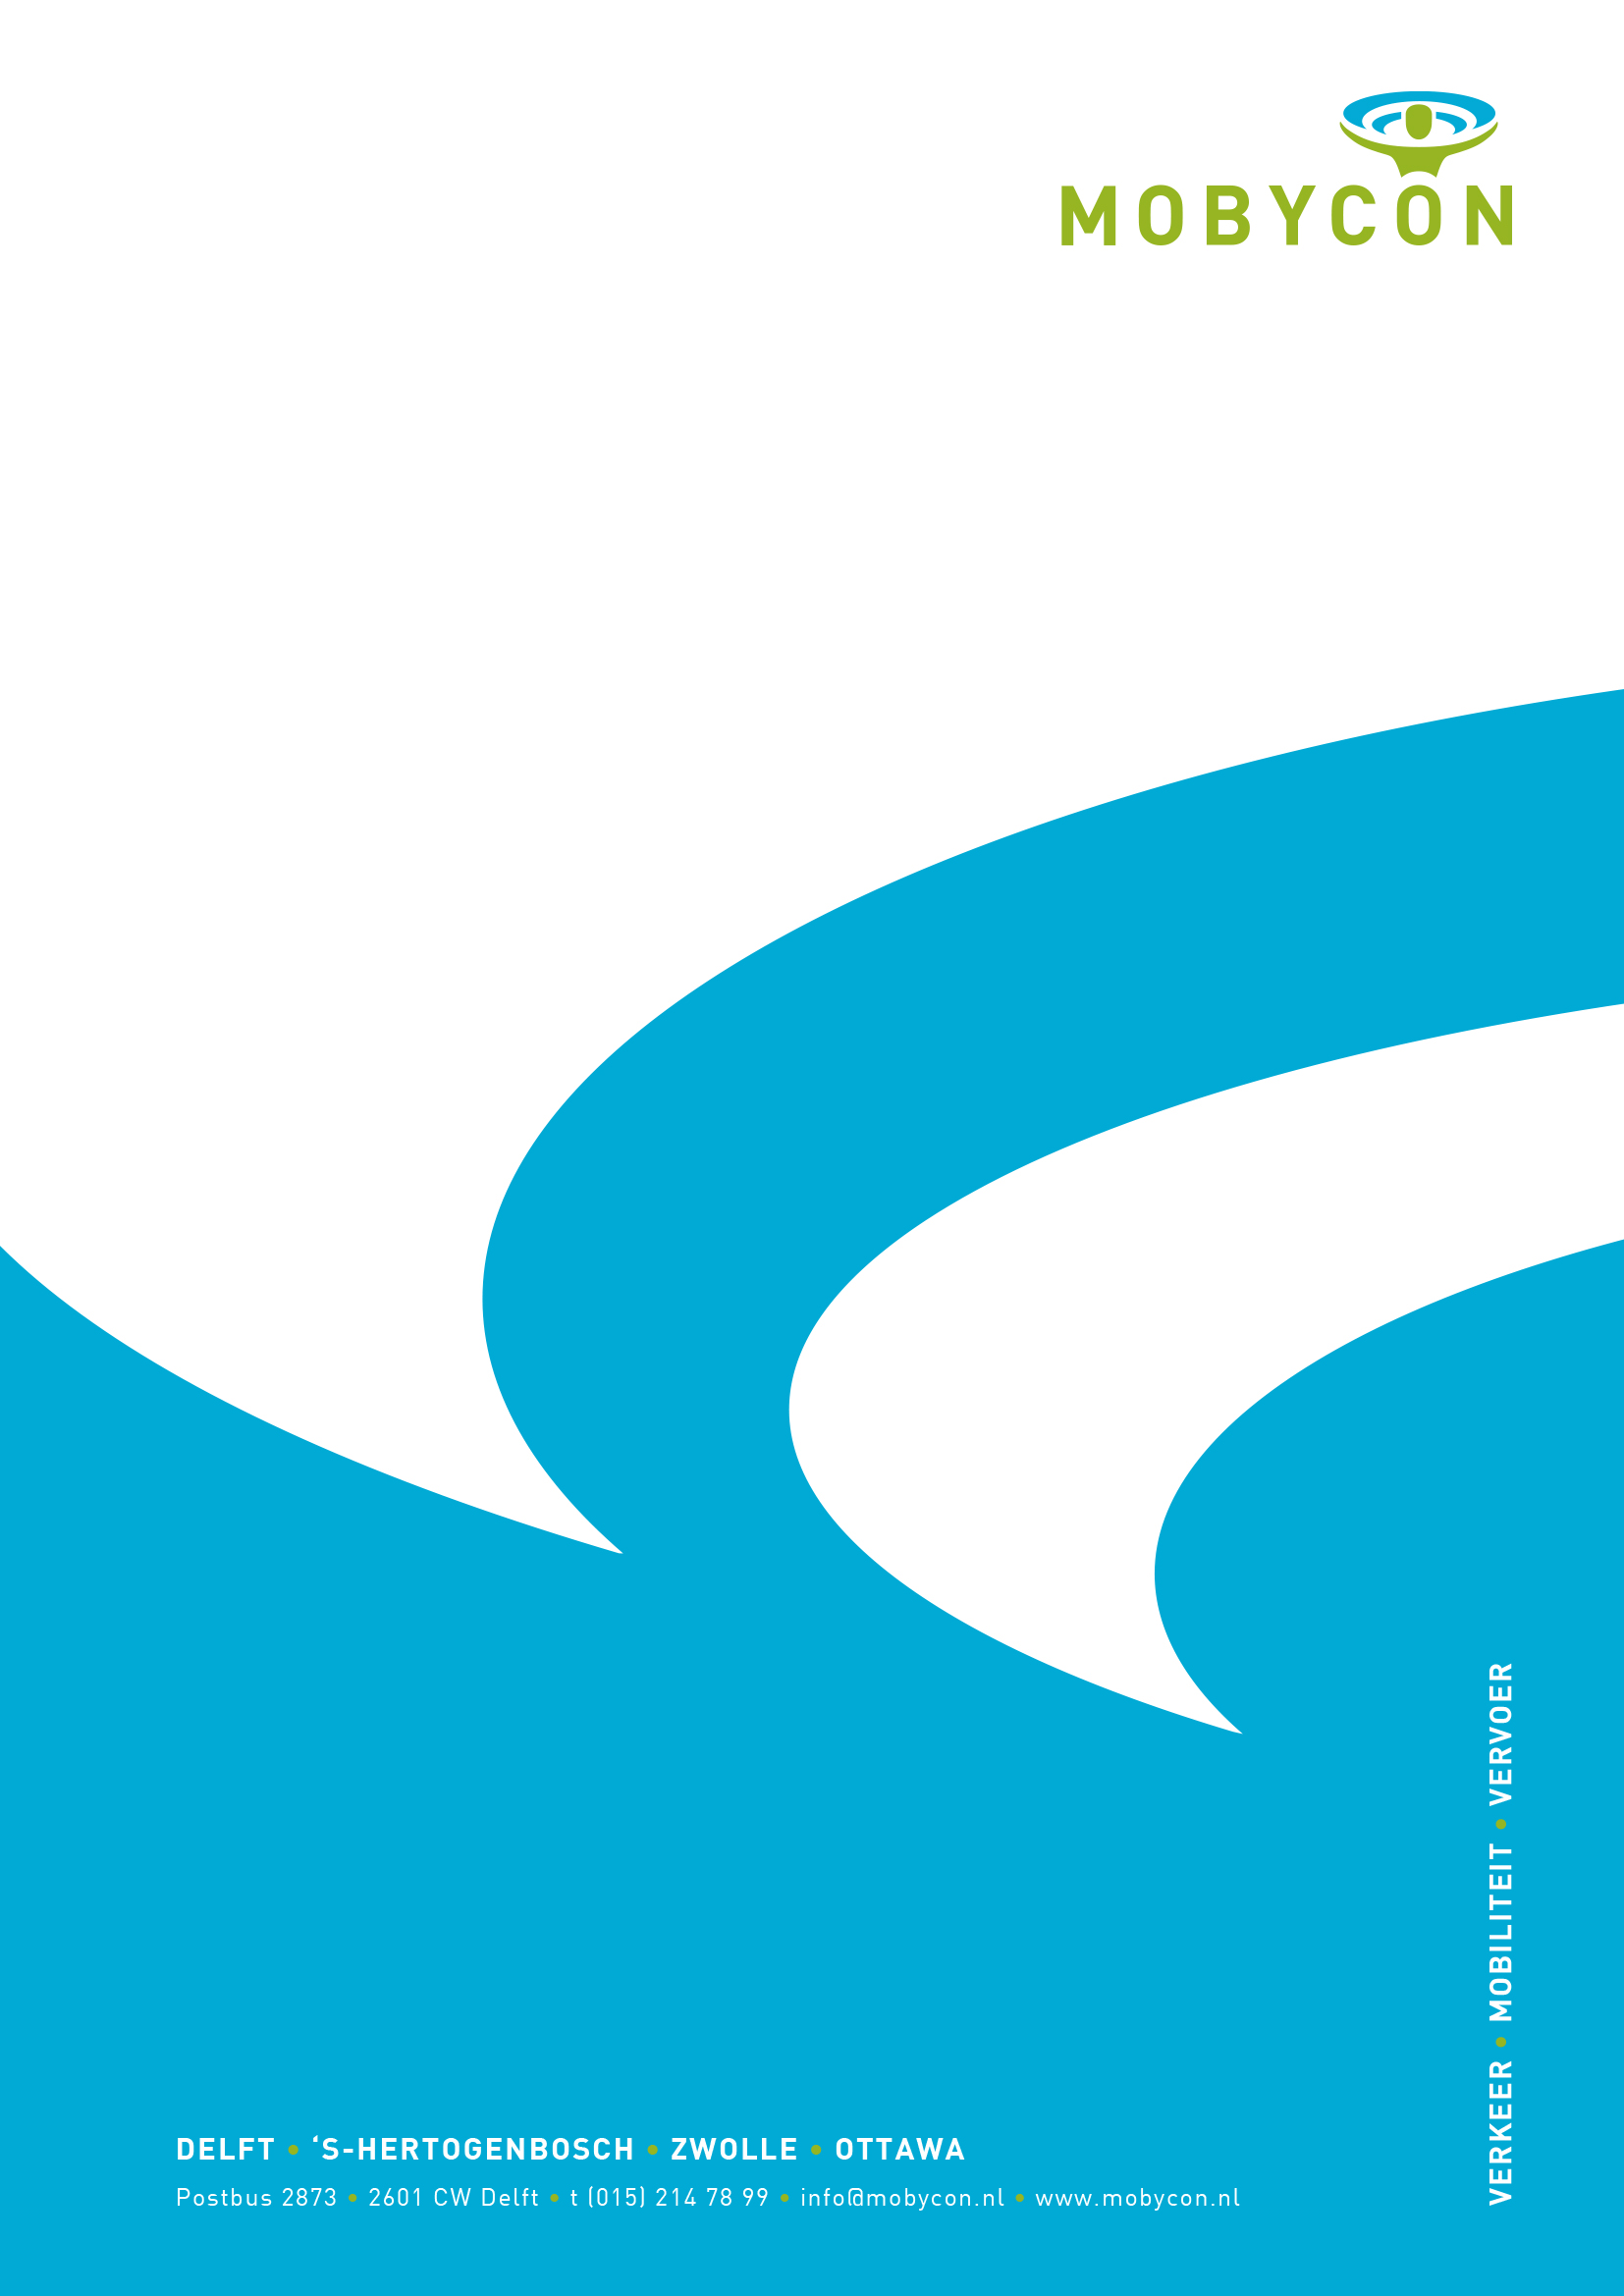 MOBYCON
VERKEER • MOBILITEIT • VERVOER
DELFT • ‘S-HERTOGENBOSCH • ZWOLLE • OTTAWA
Postbus 2873 • 2601 CW Delft • t (015) 214 78 99 • info@mobycon.nl • www.mobycon.nl